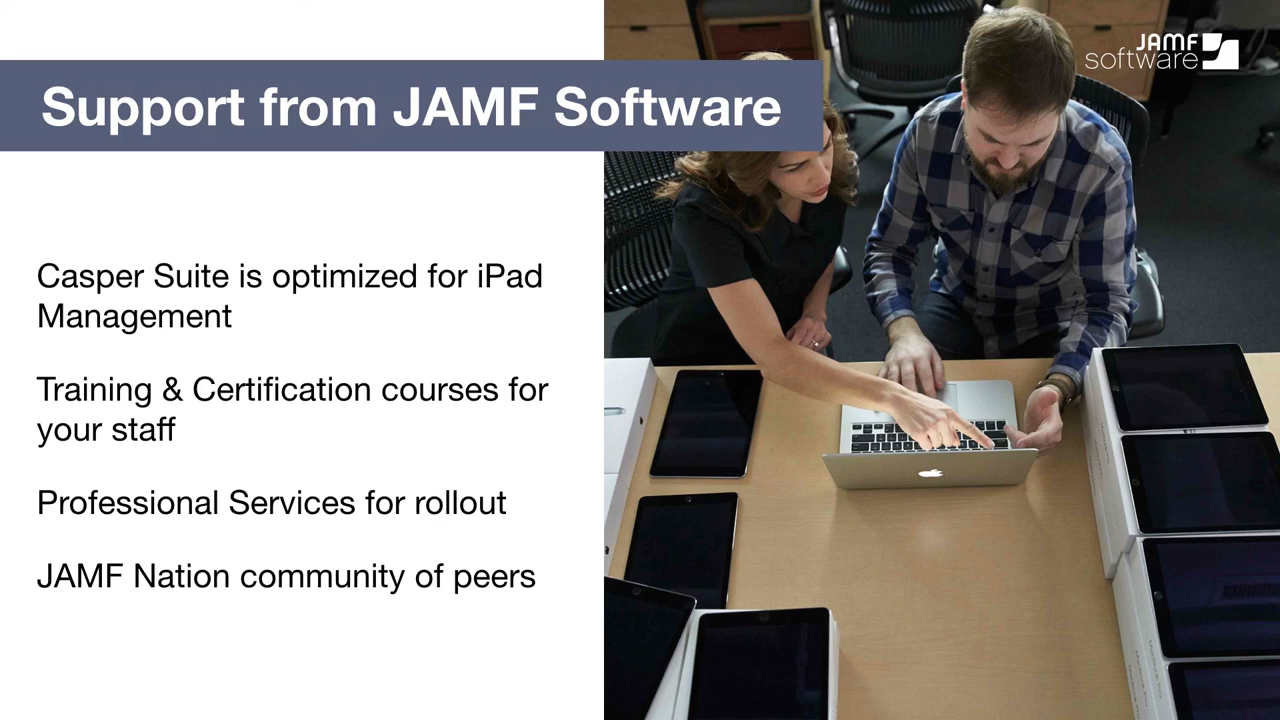 JAMF
software
Support from JAMF Software
Casper Suite is optimized for iPad
Management
Training & Certification courses for
your staff
Professional Services for rollout
JAMF Nation community of peers